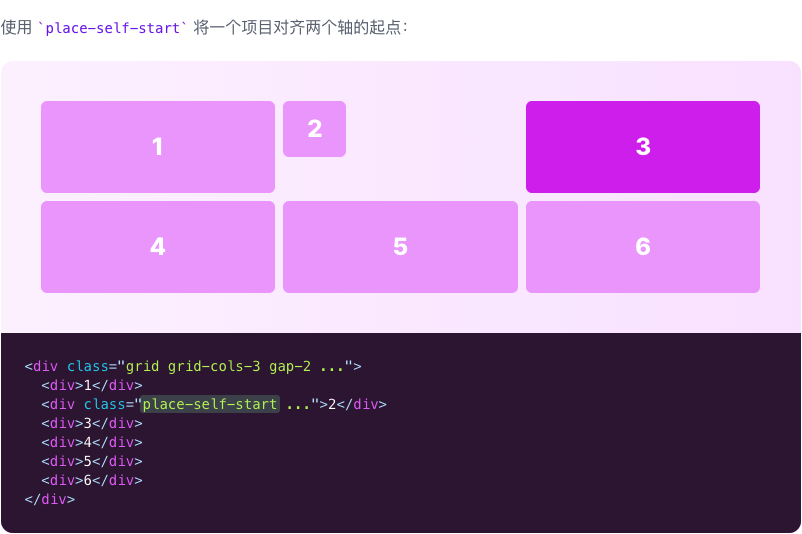 使用 `place-self-start` 将一个项目对齐两个轴的起点：
1 2 3
4 5 6
<div class="grid grid-cols-3 gap-2 ...">
  <div>1</div>
  <div class="place-self-start ...">2</div>
  <div>3</div>
  <div>4</div>
  <div>5</div>
  <div>6</div>
</div>